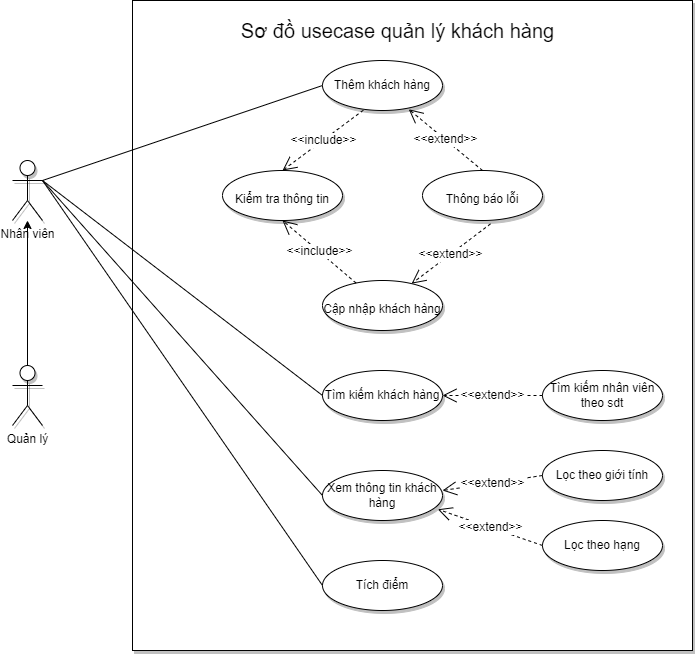 Sơ đồ usecase quản lý khách hàng
Thêm khách hàng
<<include>>
<<extend>>
Kiểm tra thông tin
Thông báo lỗi
Nhân viên
<<include>>
<<extend>>
Cập nhập khách hàng
Tìm kiếm khách hàng
<<extend>>
Tìm kiếm nhân viên
theo sdt
Quản lý
Xem thông tin khách
hàng
<<extend>>
Lọc theo giới tính
<<extend>>
Lọc theo hạng
Tích điểm